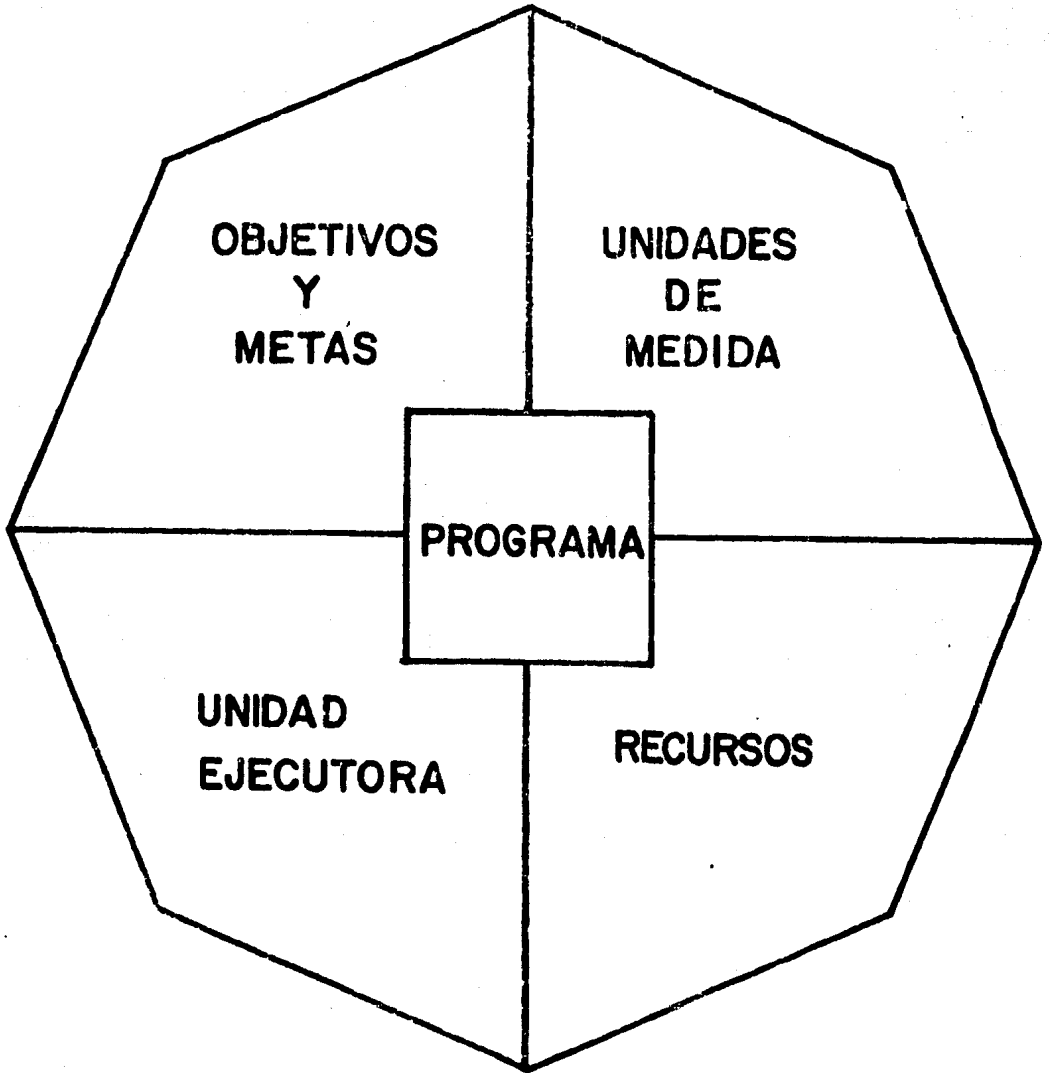 OBJETIVOS
Y
METAS
UNIDADES
DE
MEDIDA
PROGRAMA
UNIDAD
EJECUTORA
RECURSOS